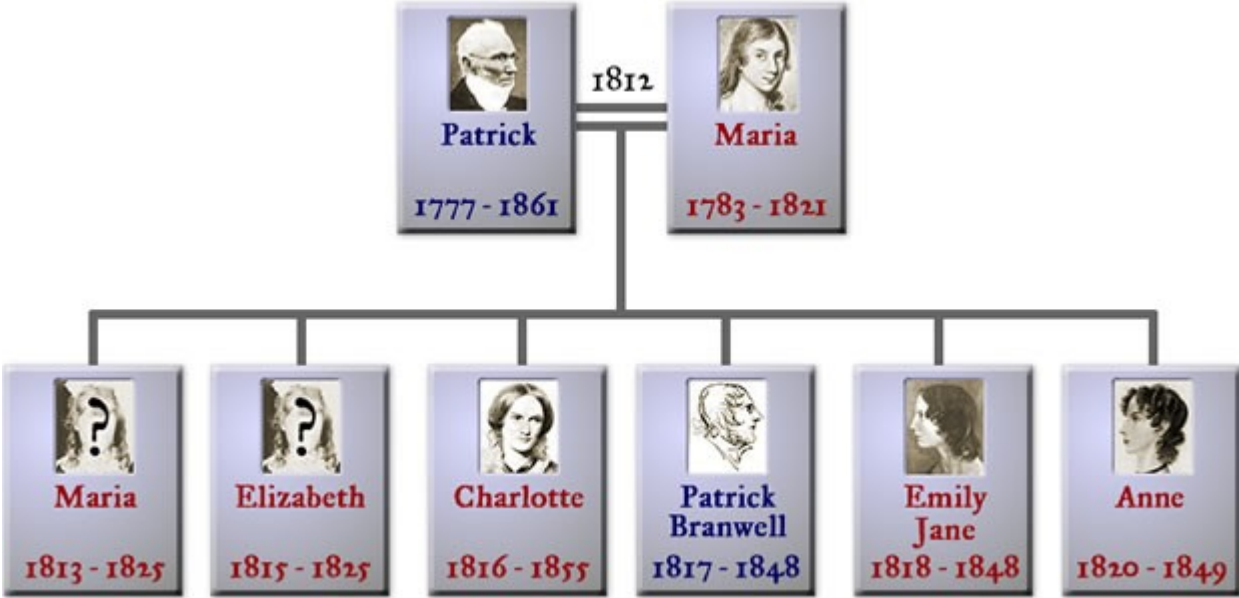 1812
Patrick
Maria
1777 - 1861
1783 - 1821
?
?
Maria
Elizabeth
Charlotte
Patrick
Branwell
Emily
Jane
Anne
1813 - 1825
1815 - 1825
1816 - 1855
1817 - 1848
1818 - 1848
1820 - 1849